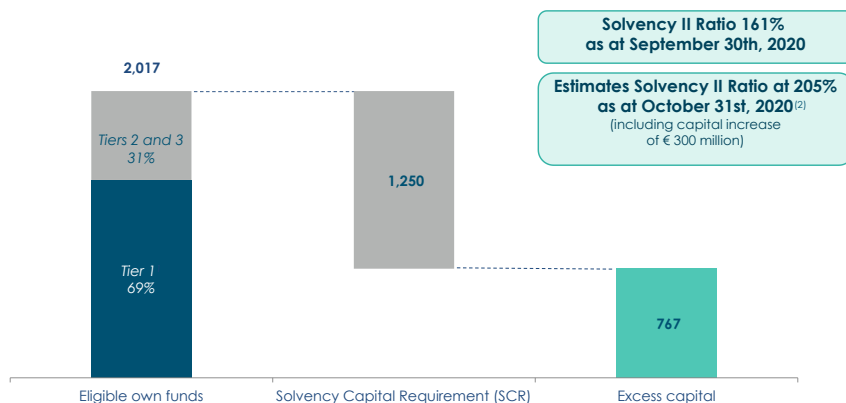 Solvency II Ratio 161%
as at September 30th, 2020
Estimates Solvency II Ratio at 205%
as at October 31st, 2020(2)
(including capital increase
of € 300 million)
2,017
Tiers 2 and 3
31%
1,250
Tier 1
69%
767
Eligible own funds
Solvency Capital Requirement (SCR)
Excess capital